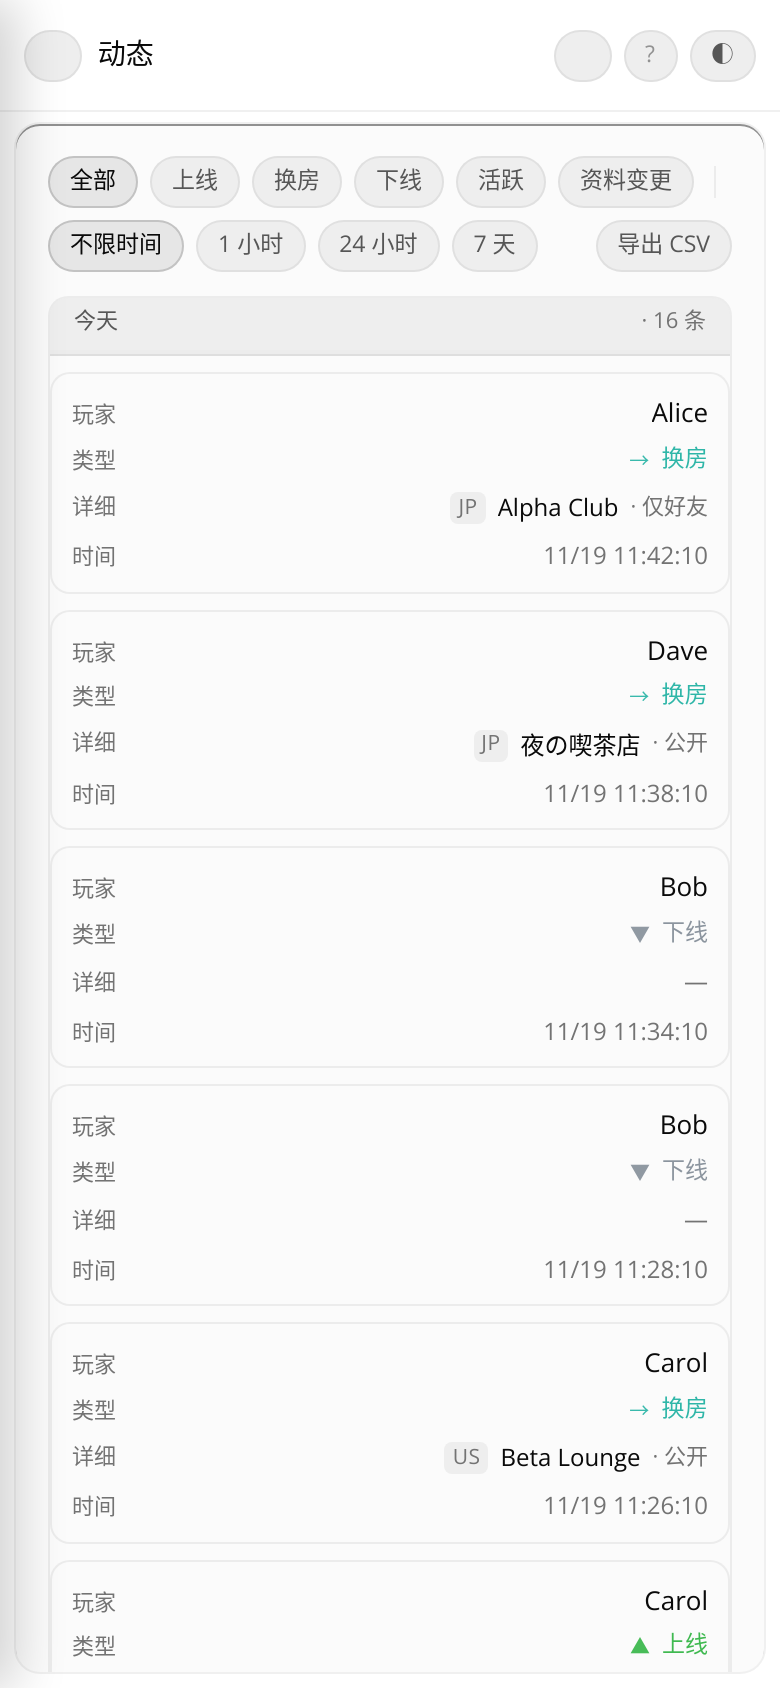 动态
?
全部 上线 换房 下线 活跃 资料变更
不限时间 1 小时 24 小时 7 天 导出 CSV
今天 · 16 条
玩家 Alice
类型 → 换房
详细 JP Alpha Club · 仅好友
时间 11/19 11:42:10
玩家 Dave
类型 → 换房
详细 JP 夜の喫茶店 · 公开
时间 11/19 11:38:10
玩家 Bob
类型 ▼ 下线
详细 —
时间 11/19 11:34:10
玩家 Bob
类型 ▼ 下线
详细 —
时间 11/19 11:28:10
玩家 Carol
类型 → 换房
详细 US Beta Lounge · 公开
时间 11/19 11:26:10
玩家 Carol
类型 ▲ 上线